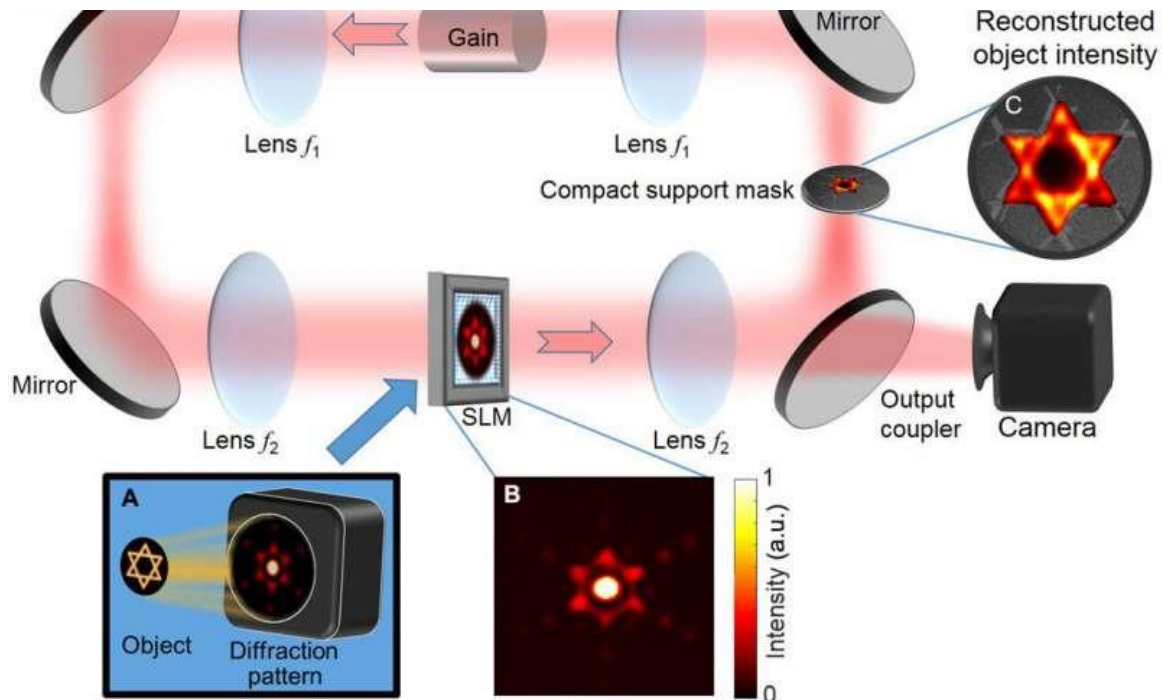 Mirror
Reconstructed
object intensity
Gain
C
Lens f₁
Lens f₁
Compact support mask
Mirror
SLM
Lens f₂
Lens f₂
Output
coupler
Camera
A
Object
Diffraction
pattern
B
1
Intensity (a.u.)
0